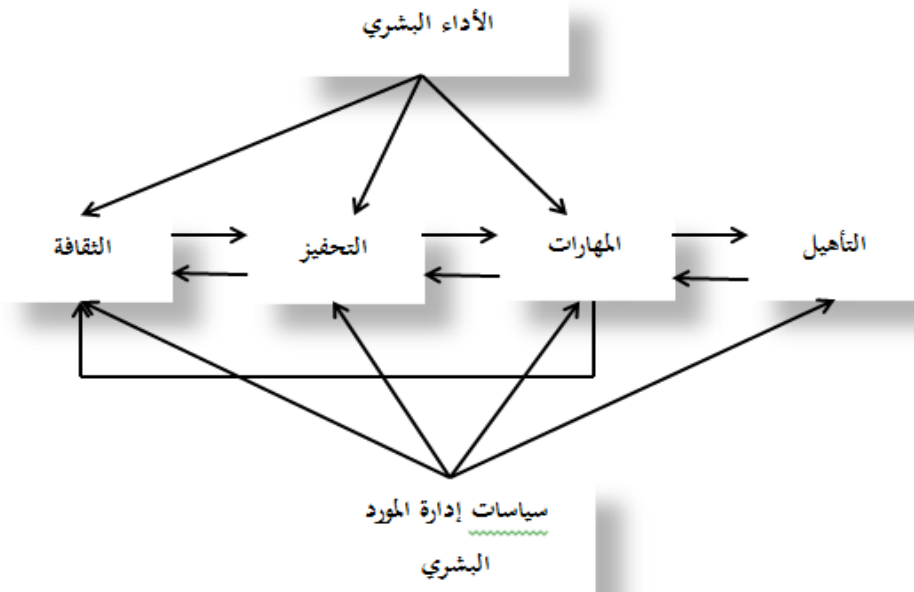 الأداء البشري
التأهيل
المهارات
التحفيز
الثقافة
سياسات إدارة المورد
البشري